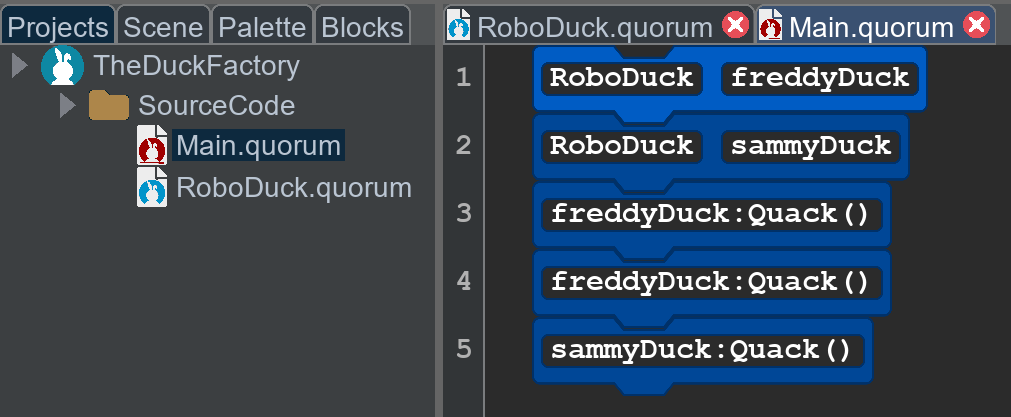 Projects Scene Palette Blocks
TheDuckFactory
SourceCode
Main.quorum
RoboDuck.quorum
RoboDuck.quorum Main.quorum
1 RoboDuck freddyDuck
2 RoboDuck sammyDuck
3 freddyDuck:Quack()
4 freddyDuck:Quack()
5 sammyDuck:Quack()